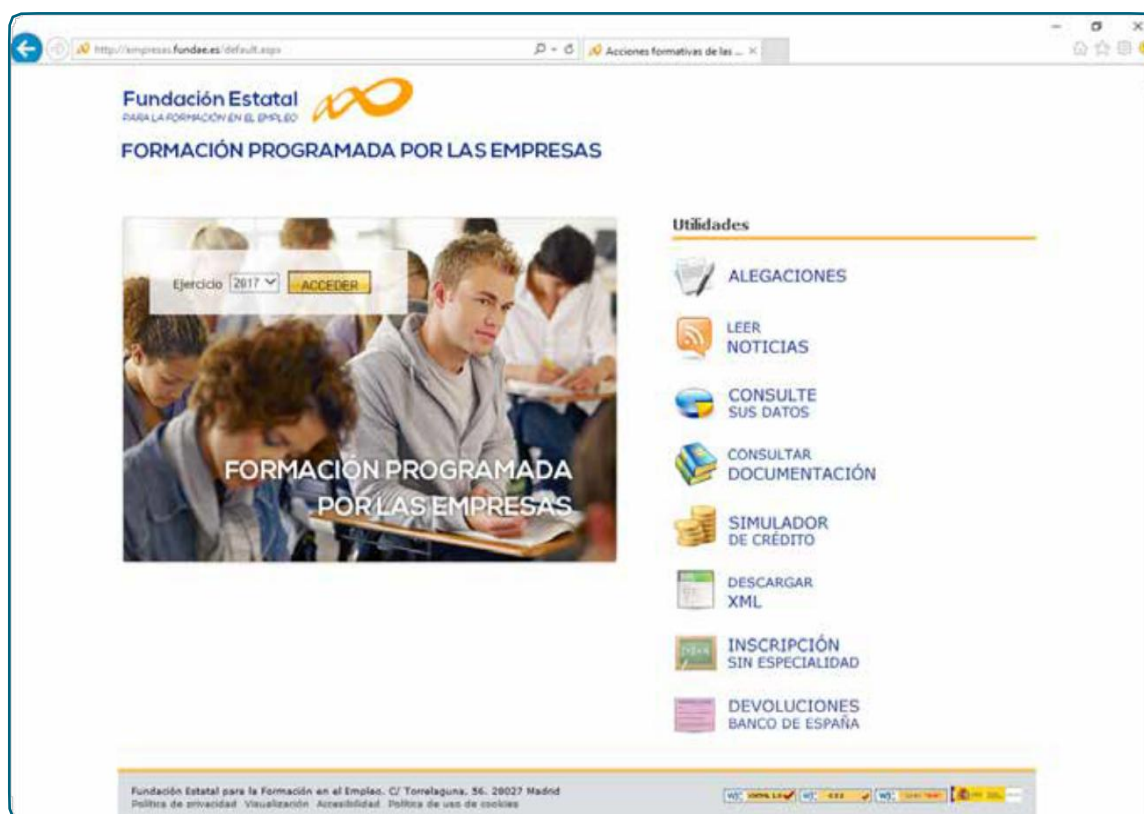 http://empresas.fundae.es/default.aspx
Acciones formativas de las ...
Fundación Estatal
PARA LA FORMACIÓN EN EL EMPLEO
FORMACIÓN PROGRAMADA POR LAS EMPRESAS
Ejercicio 2017 ACCEDER
FORMACIÓN PROGRAMADA
POR LAS EMPRESAS
Utilidades
ALEGACIONES
LEER
NOTICIAS
CONSULTE
SUS DATOS
CONSULTAR
DOCUMENTACIÓN
SIMULADOR
DE CRÉDITO
DESCARGAR
XML
INSCRIPCIÓN
SIN ESPECIALIDAD
DEVOLUCIONES
BANCO DE ESPAÑA
Fundación Estatal para la Formación en el Empleo. C/ Torrelaguna, 56. 28027 Madrid
Política de privacidad Visualización Accesibilidad Política de uso de cookies